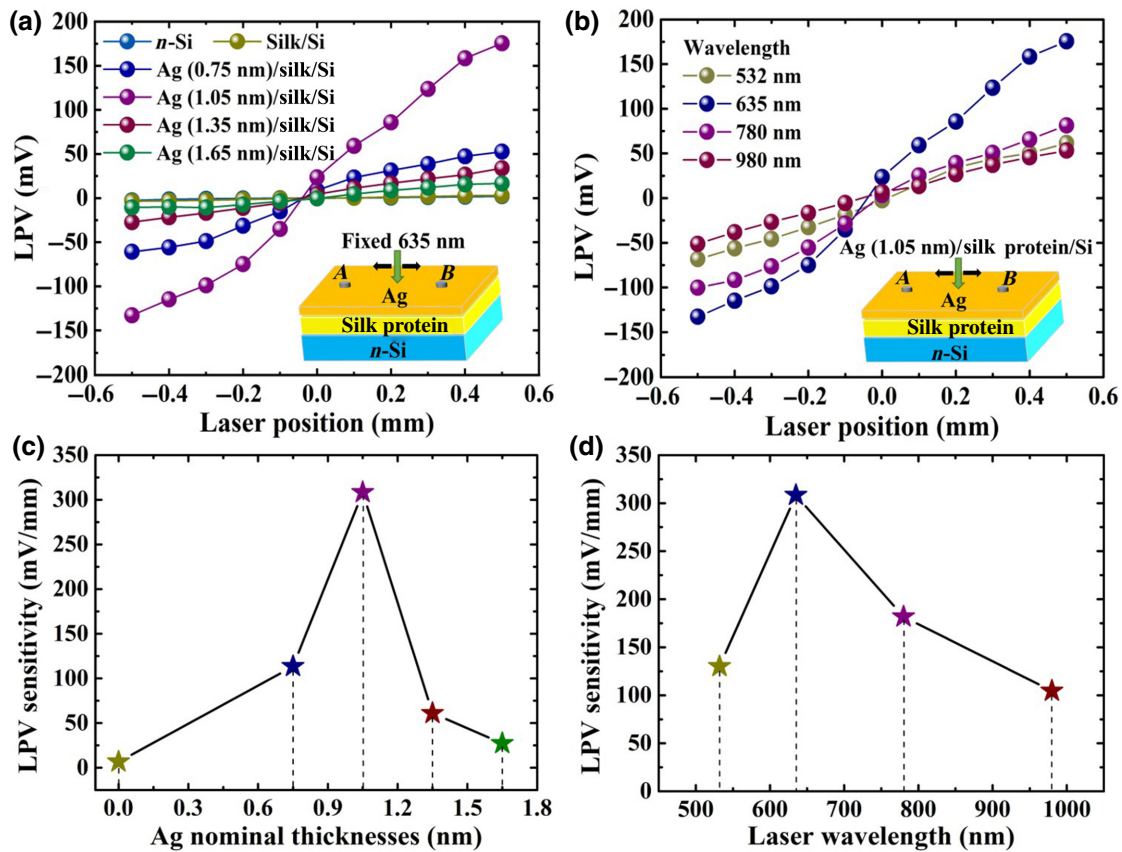 (a)
200
150
100
50
0
−50
−100
−150
−200
LPV (mV)
n-Si
Silk/Si
Ag (0.75 nm)/silk/Si
Ag (1.05 nm)/silk/Si
Ag (1.35 nm)/silk/Si
Ag (1.65 nm)/silk/Si
Fixed 635 nm
A
B
Ag
Silk protein
n-Si
−0.6 −0.4 −0.2 0.0 0.2 0.4 0.6
Laser position (mm)
(b)
200
150
100
50
0
−50
−100
−150
−200
LPV (mV)
Wavelength
532 nm
635 nm
780 nm
980 nm
Ag (1.05 nm)/silk protein/Si
A
B
Ag
Silk protein
n-Si
−0.6 −0.4 −0.2 0.0 0.2 0.4 0.6
Laser position (mm)
(c)
350
300
250
200
150
100
50
0
LPV sensitivity (mV/mm)
0.0 0.3 0.6 0.9 1.2 1.5 1.8
Ag nominal thicknesses (nm)
(d)
350
300
250
200
150
100
50
0
LPV sensitivity (mV/mm)
500 600 700 800 900 1000
Laser wavelength (nm)